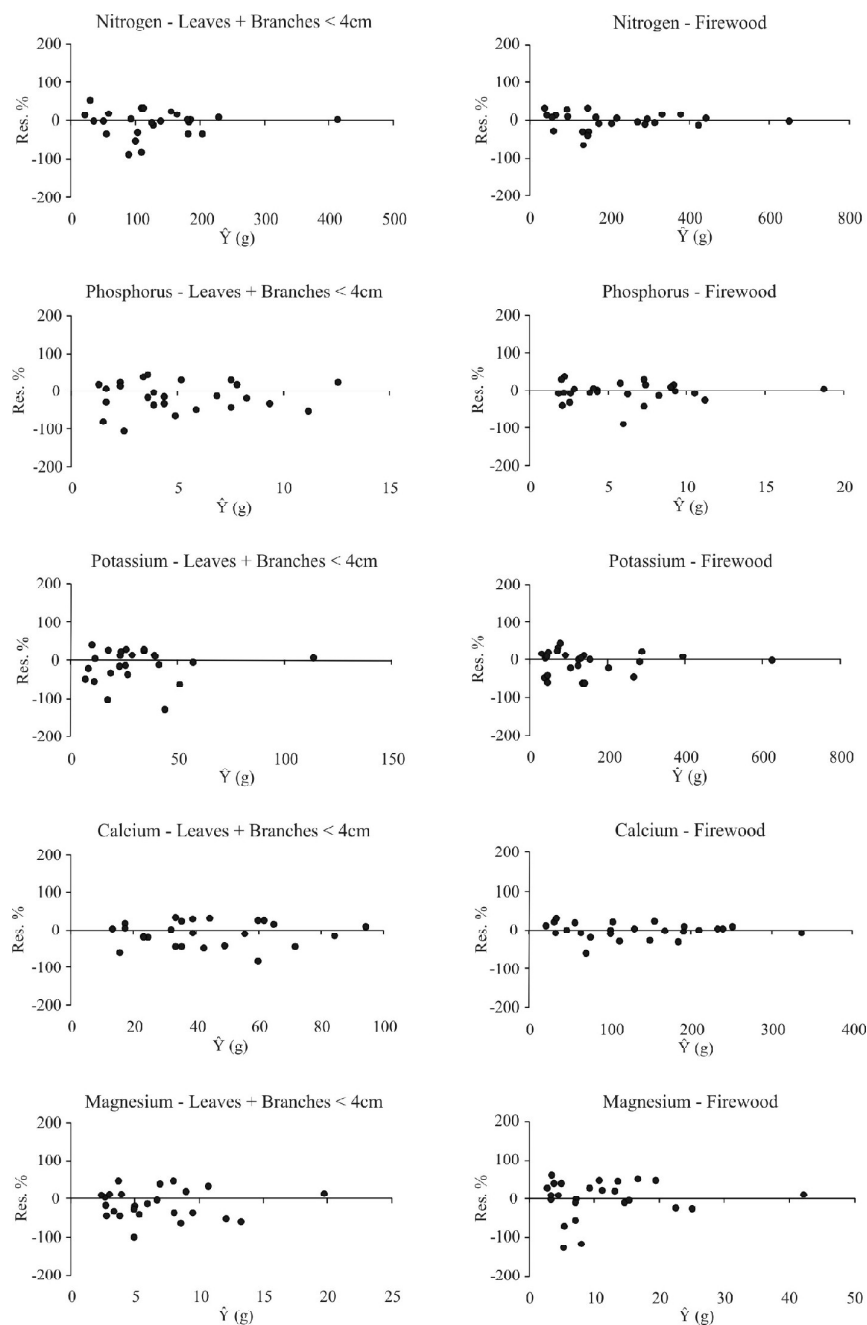 Nitrogen - Leaves + Branches < 4cm
200
100
0
-100
-200
Res. %
0 100 200 300 400 500
Ŷ (g)
Nitrogen - Firewood
200
100
0
-100
-200
Res. %
0 200 400 600 800
Ŷ (g)
Phosphorus - Leaves + Branches < 4cm
200
100
0
-100
-200
Res. %
0 5 10 15
Ŷ (g)
Phosphorus - Firewood
200
100
0
-100
-200
Res. %
0 5 10 15 20
Ŷ (g)
Potassium - Leaves + Branches < 4cm
200
100
0
-100
-200
Res. %
0 50 100 150
Ŷ (g)
Potassium - Firewood
200
100
0
-100
-200
Res. %
0 200 400 600 800
Ŷ (g)
Calcium - Leaves + Branches < 4cm
200
100
0
-100
-200
Res. %
0 20 40 60 80 100
Ŷ (g)
Calcium - Firewood
200
100
0
-100
-200
Res. %
0 100 200 300 400
Ŷ (g)
Magnesium - Leaves + Branches < 4cm
200
100
0
-100
-200
Res. %
0 5 10 15 20 25
Ŷ (g)
Magnesium - Firewood
200
100
0
-100
-200
Res. %
0 10 20 30 40 50
Ŷ (g)